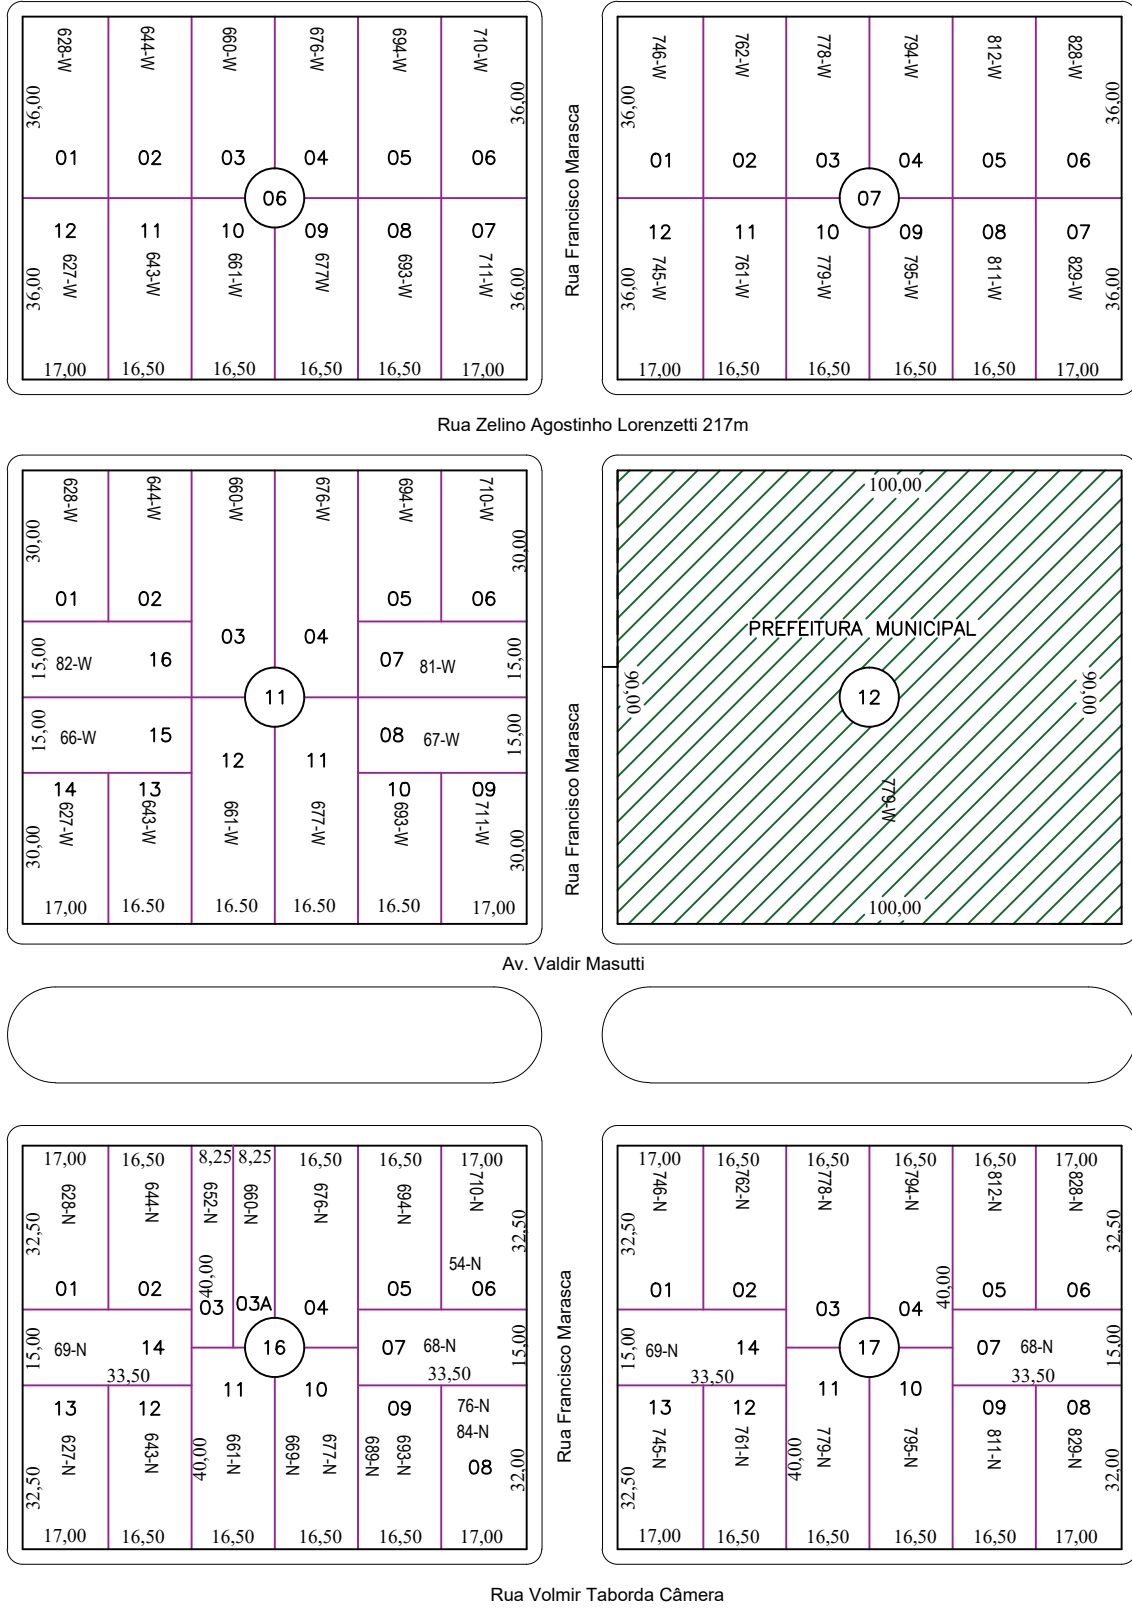 628-W 644-W 660-W 676-W 694-W 710-W
36,00 36,00
01 02 03 04 05 06
06
12 11 10 09 08 07
627-W 643-W 661-W 677W 693-W 711-W
36,00 36,00
17,00 16,50 16,50 16,50 16,50 17,00
Rua Francisco Marasca
746-W 762-W 778-W 794-W 812-W 828-W
36,00 36,00
01 02 03 04 05 06
07
12 11 10 09 08 07
745-W 761-W 779-W 795-W 811-W 829-W
36,00 36,00
17,00 16,50 16,50 16,50 16,50 17,00
Rua Zelino Agostinho Lorenzetti 217m
628-W 644-W 660-W 676-W 694-W 710-W
30,00 30,00
01 02 05 06
03 04
15,00 82-W 16 07 81-W 15,00
11
15,00 66-W 15 08 67-W 15,00
12 11
14 13 10 09
627-W 643-W 661-W 677-W 693-W 711-W
30,00 30,00
17,00 16.50 16.50 16.50 16.50 17,00
Rua Francisco Marasca
100,00
PREFEITURA MUNICIPAL
90,00 12 90,00
779-W
100,00
Av. Valdir Masutti
17,00 16,50 8,25 8,25 16,50 16,50 17,00
628-N 644-N 652-N 660-N 676-N 694-N 710-N
32,50 32,50
40,00 54-N
01 02 03 03A 04 05 06
15,00 69-N 14 16 07 68-N 15,00
33,50 33,50
11 10
13 12 09 76-N
84-N
627-N 643-N 661-N 669-N 677-N 689-N 693-N
08
32,50 40,00 32,00
17,00 16,50 16,50 16,50 16,50 17,00
Rua Francisco Marasca
17,00 16,50 16,50 16,50 16,50 17,00
746-N 762-N 778-N 794-N 812-N 828-N
32,50 32,50
40,00
01 02 03 04 05 06
15,00 69-N 14 17 07 68-N 15,00
33,50 33,50
11 10
13 12 09 08
745-N 761-N 779-N 795-N 811-N 829-N
32,50 40,00 32,00
17,00 16,50 16,50 16,50 16,50 17,00
Rua Volmir Taborda Câmera